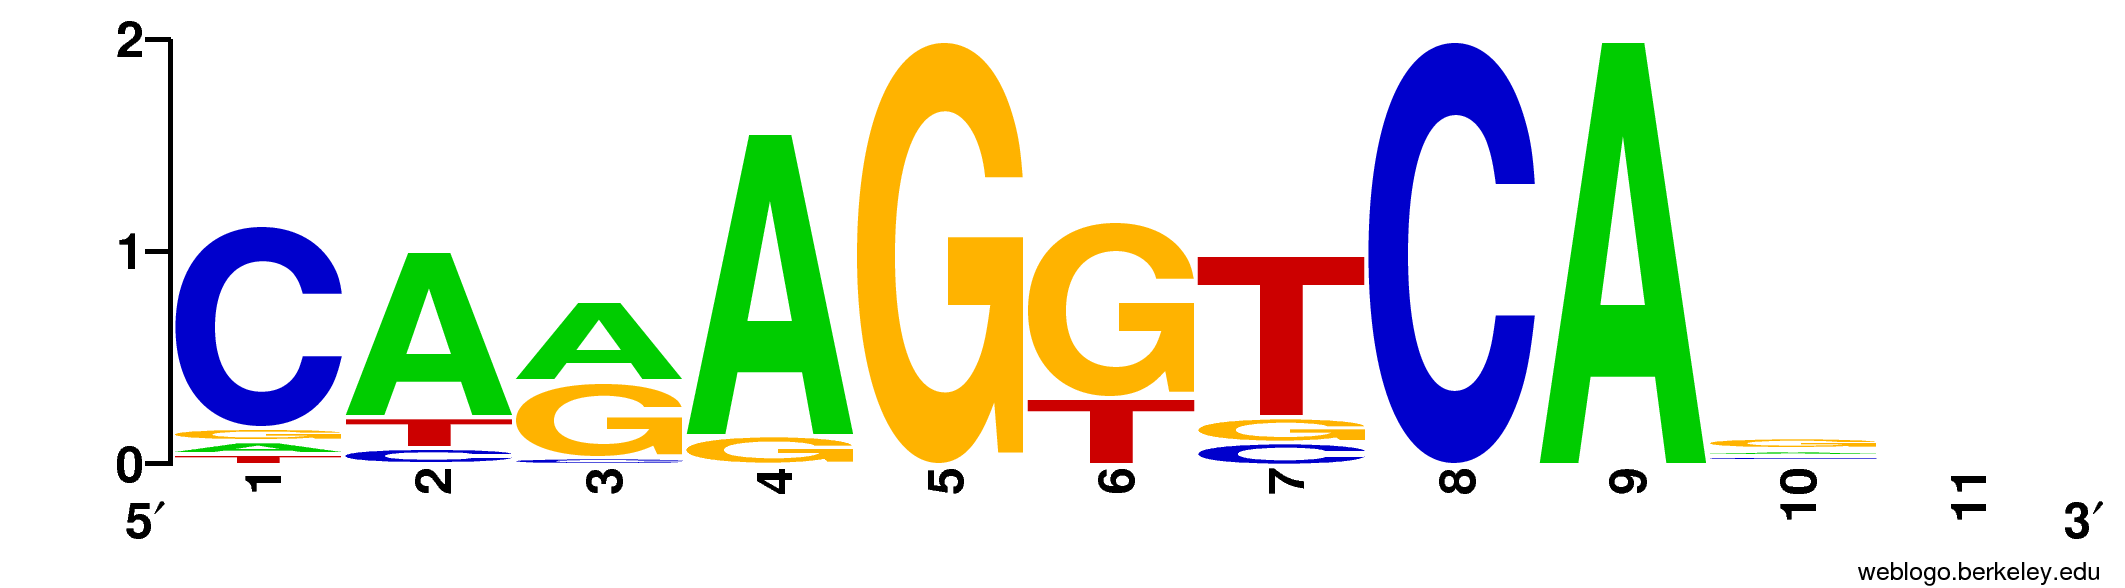 2
1
0
C A A A G G T C A G
G T G G T G A
A C C C C
T
1 2 3 4 5 6 7 8 9 10 11
5′ 3′
weblogo.berkeley.edu